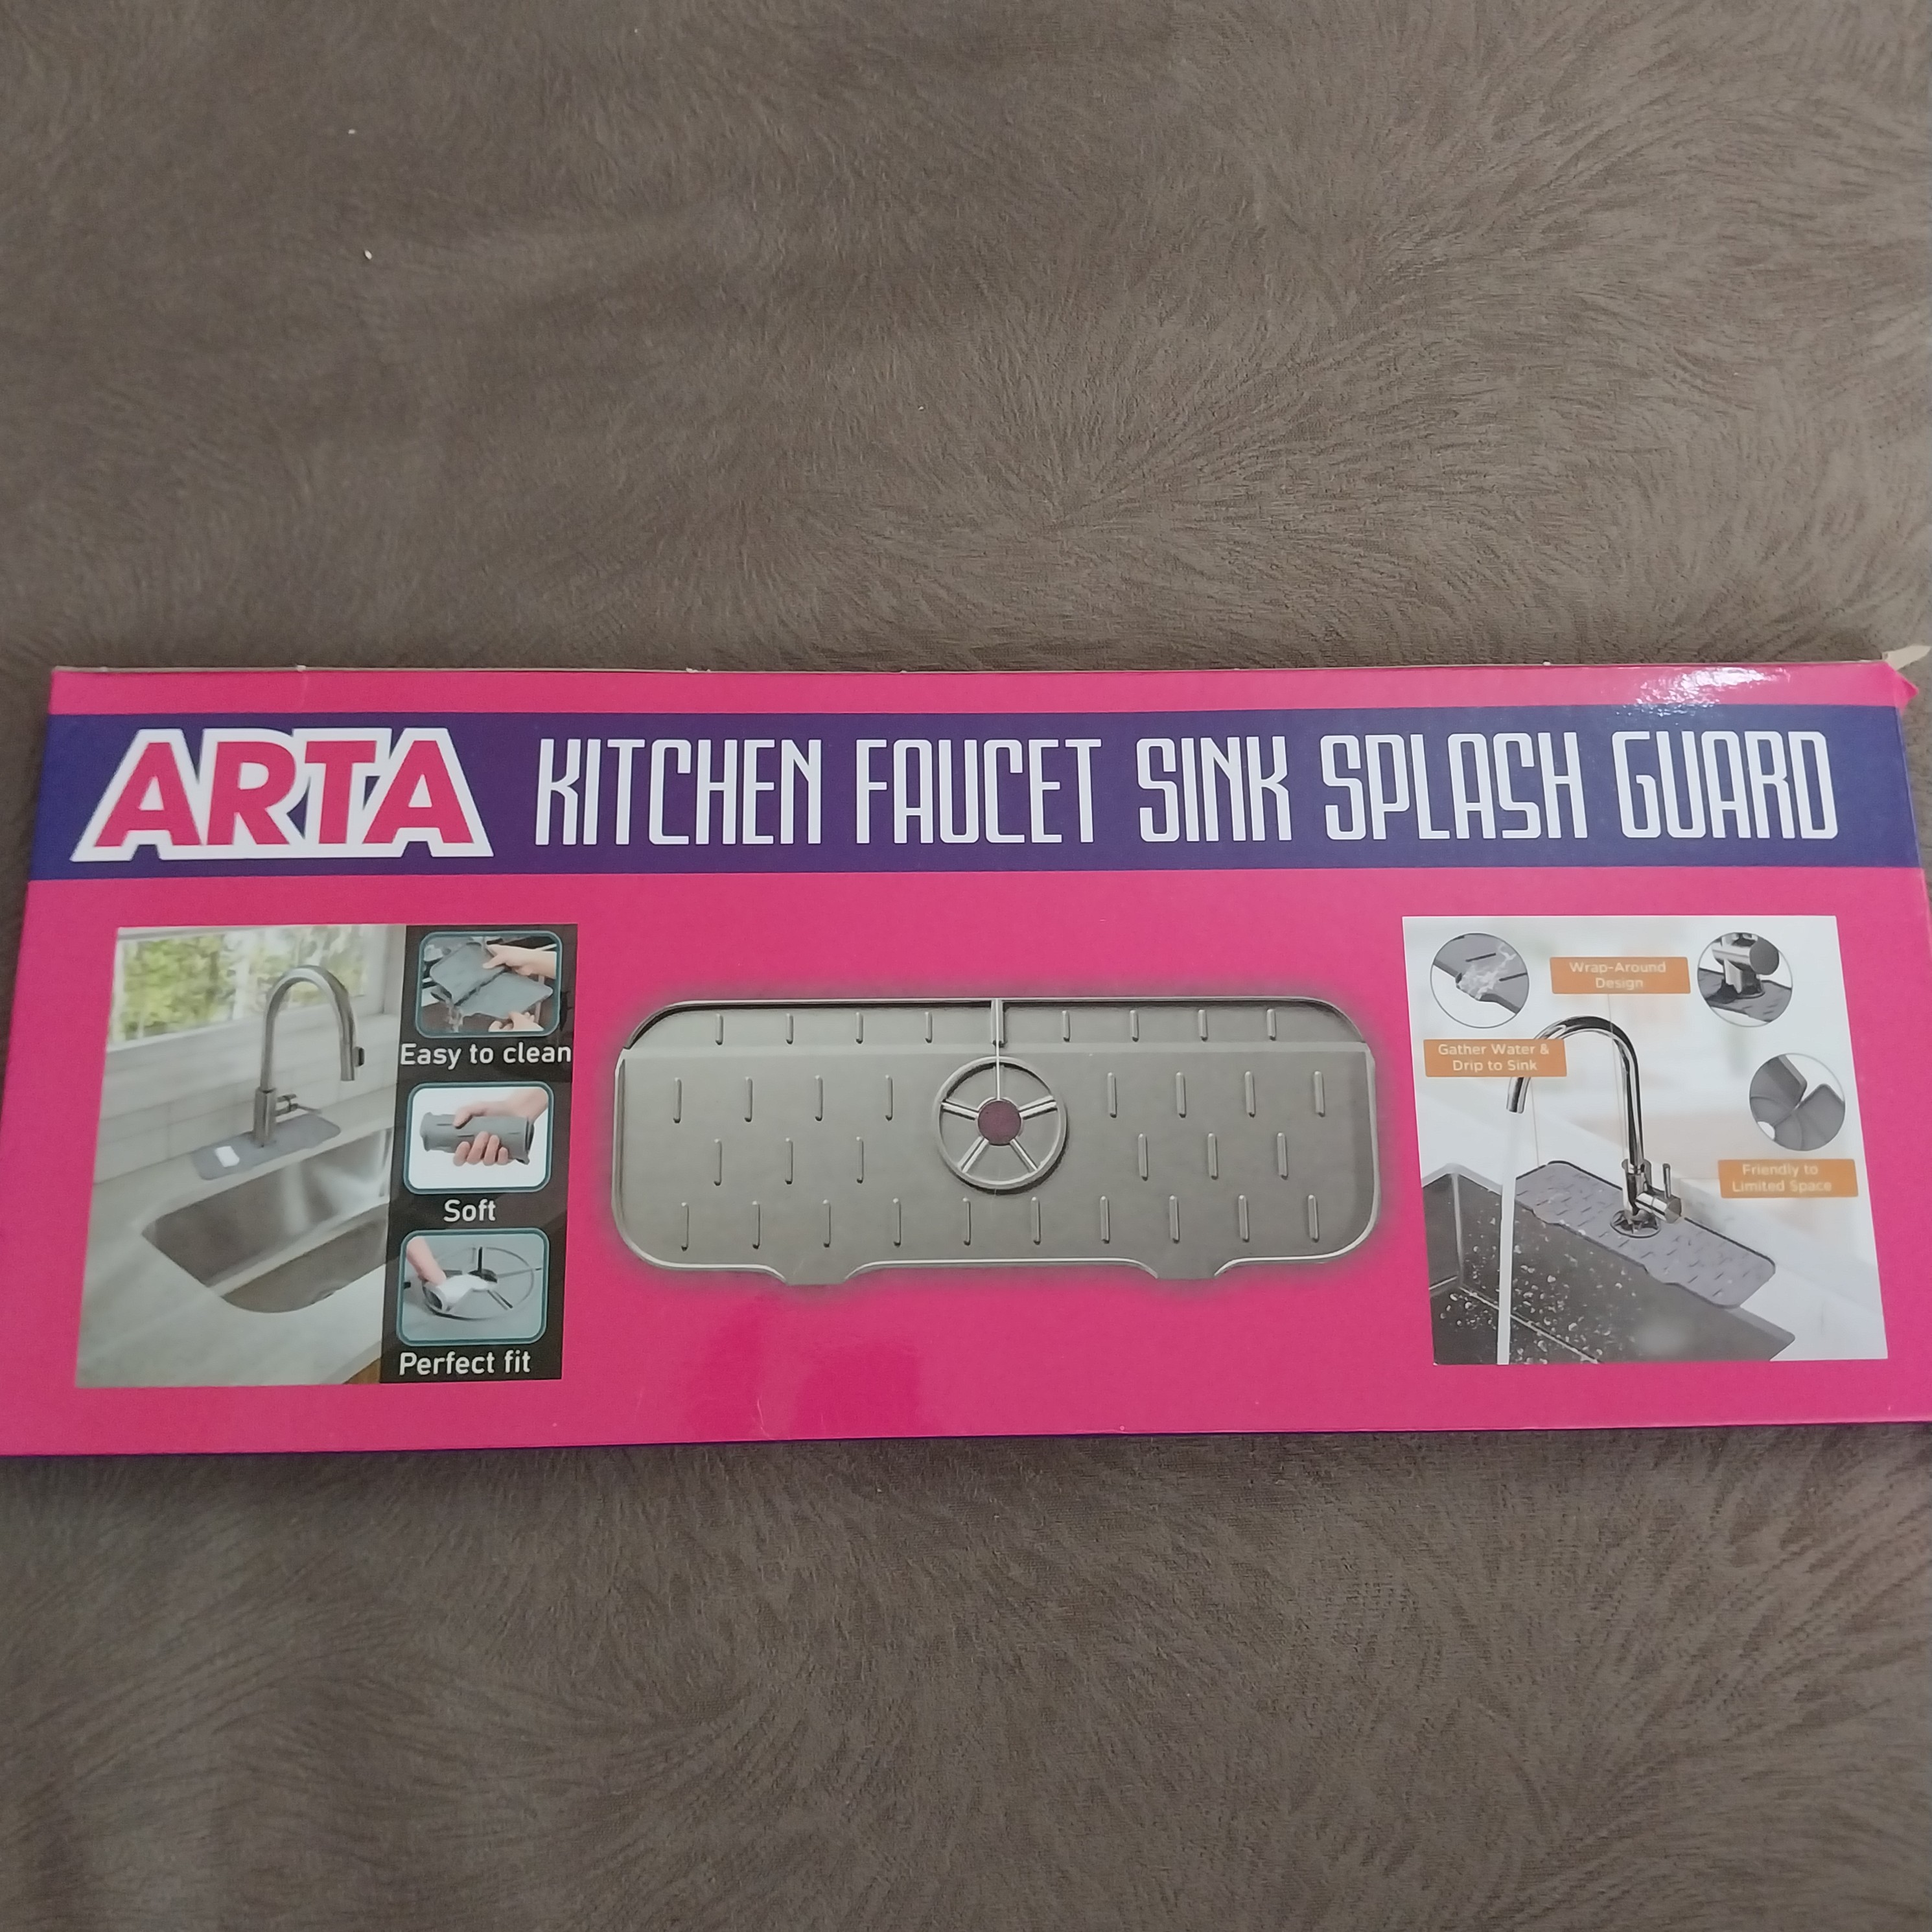 ARTA KITCHEN FAUCET SINK SPLASH GUARD
Easy to clean
Soft
Perfect fit
Wrap-Around
Design
Gather Water &
Drip to Sink
Friendly to
Limited Space